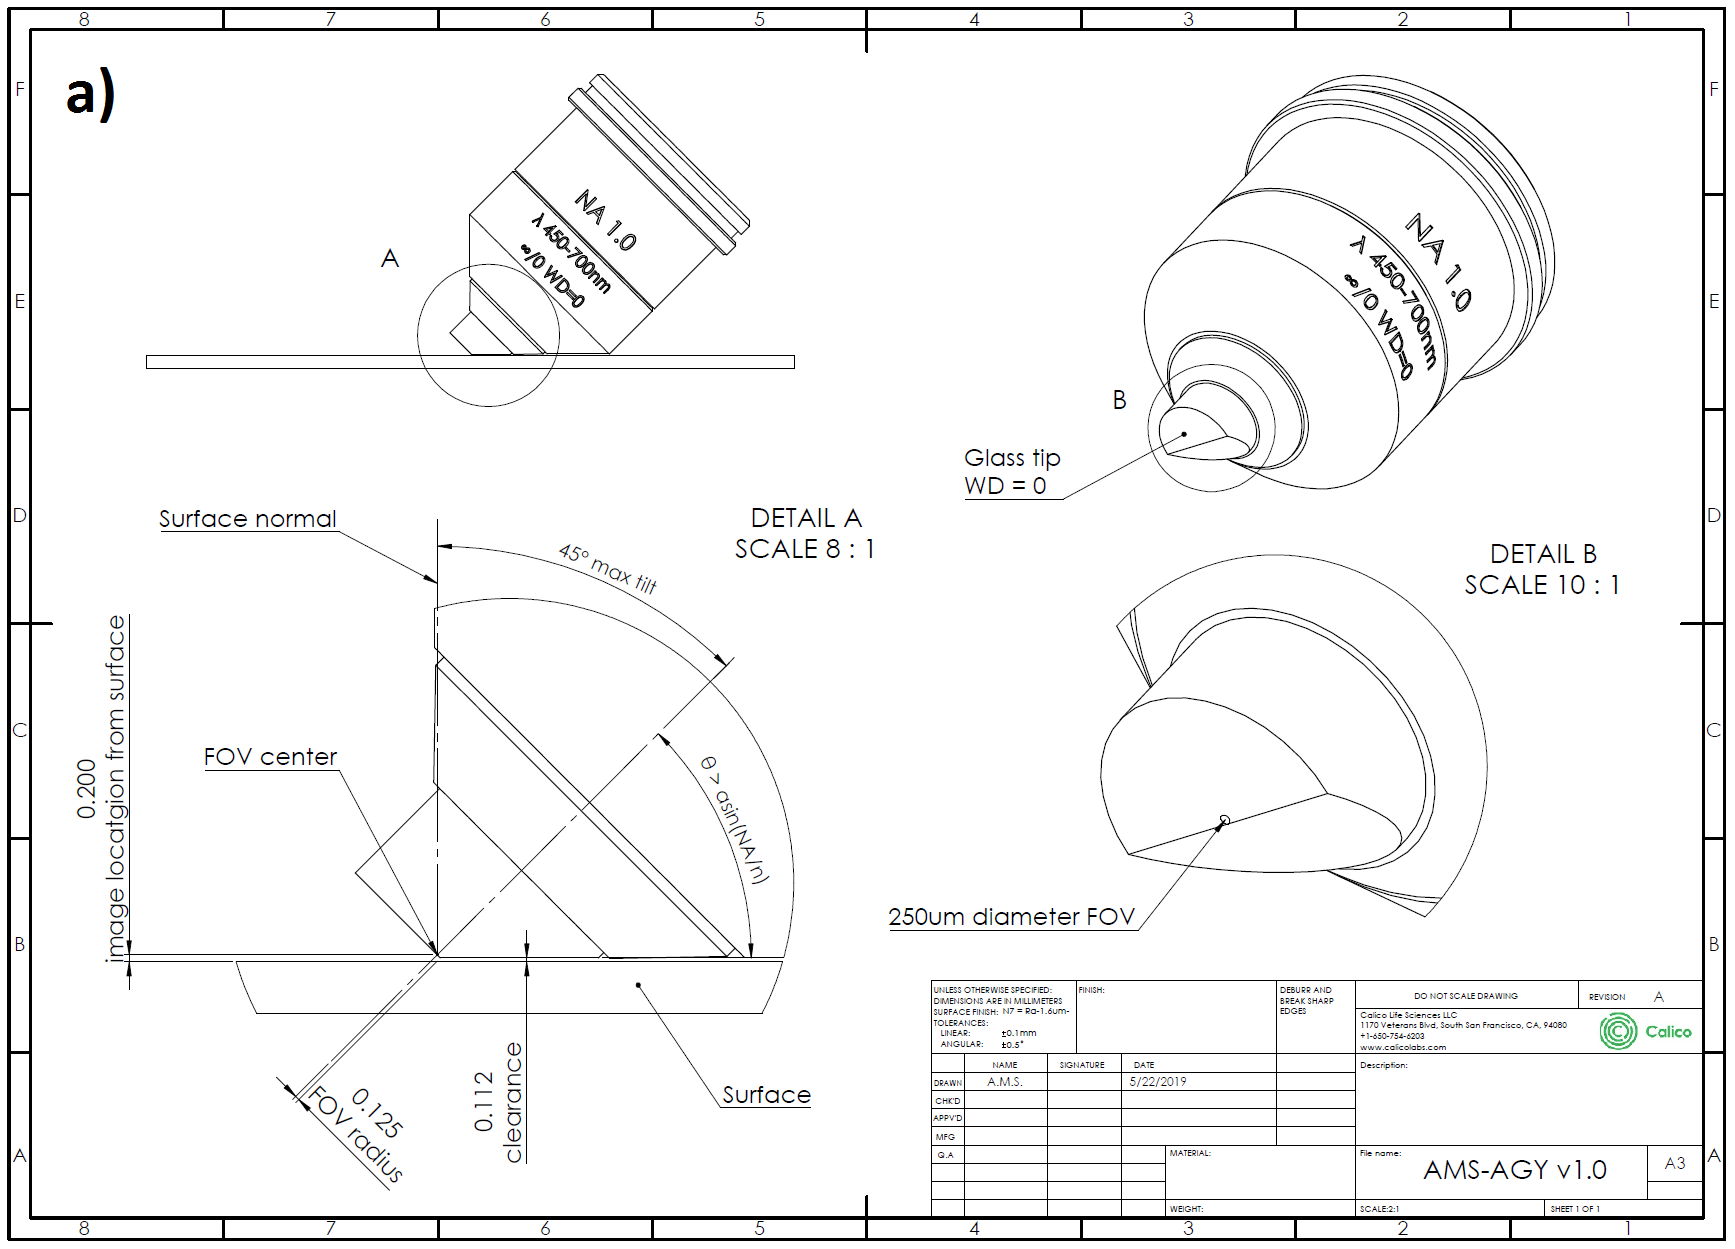 8 7 6 5 4 3 2 1
F
F
a)
NA 1.0
λ 450-700nm
∞/0 WD=0
A
NA 1.0
λ 450-700nm
∞/0 WD=0
E
E
B
Glass tip
WD = 0
D
D
Surface normal
DETAIL A
SCALE 8 : 1
45° max tilt
DETAIL B
SCALE 10 : 1
C
C
0.200
image locatgion from surface
FOV center
θ > asin(NA/n)
250um diameter FOV
B
B
0.125
FOV radius
0.112
clearance
Surface
A
A
UNLESS OTHERWISE SPECIFIED:
DIMENSIONS ARE IN MILLIMETERS
SURFACE FINISH: N7 = Ra-1.6um-
TOLERANCES:
LINEAR: ±0.1mm
ANGULAR: ±0.5°
FINISH:
DEBURR AND
BREAK SHARP
EDGES
DO NOT SCALE DRAWING
REVISION A
Calico Life Sciences LLC
1170 Veterans Blvd, South San Francisco, CA, 94080
+1-650-754-6203
www.calicolabs.com
Calico
NAME SIGNATURE DATE
DRAWN A.M.S. 5/22/2019
CHK'D
APPV'D
MFG
Q.A
MATERIAL:
WEIGHT:
Description:
File name:
AMS-AGY v1.0
A3
SCALE:2:1
SHEET 1 OF 1
8 7 6 5 4 3 2 1